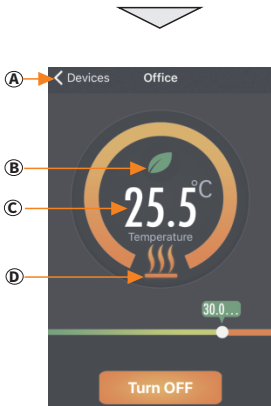 A
Devices Office
B
C
25.5°C
Temperature
D
30.0...
Turn OFF